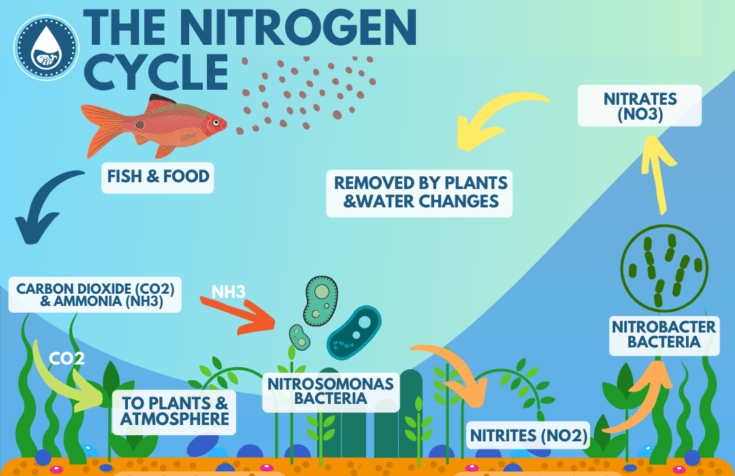 THE NITROGEN
CYCLE
FISH & FOOD
NITRATES
(NO3)
REMOVED BY PLANTS
&WATER CHANGES
CARBON DIOXIDE (CO2)
& AMMONIA (NH3)
NH3
CO2
TO PLANTS &
ATMOSPHERE
NITROSOMONAS
BACTERIA
NITRITES (NO2)
NITROBACTER
BACTERIA